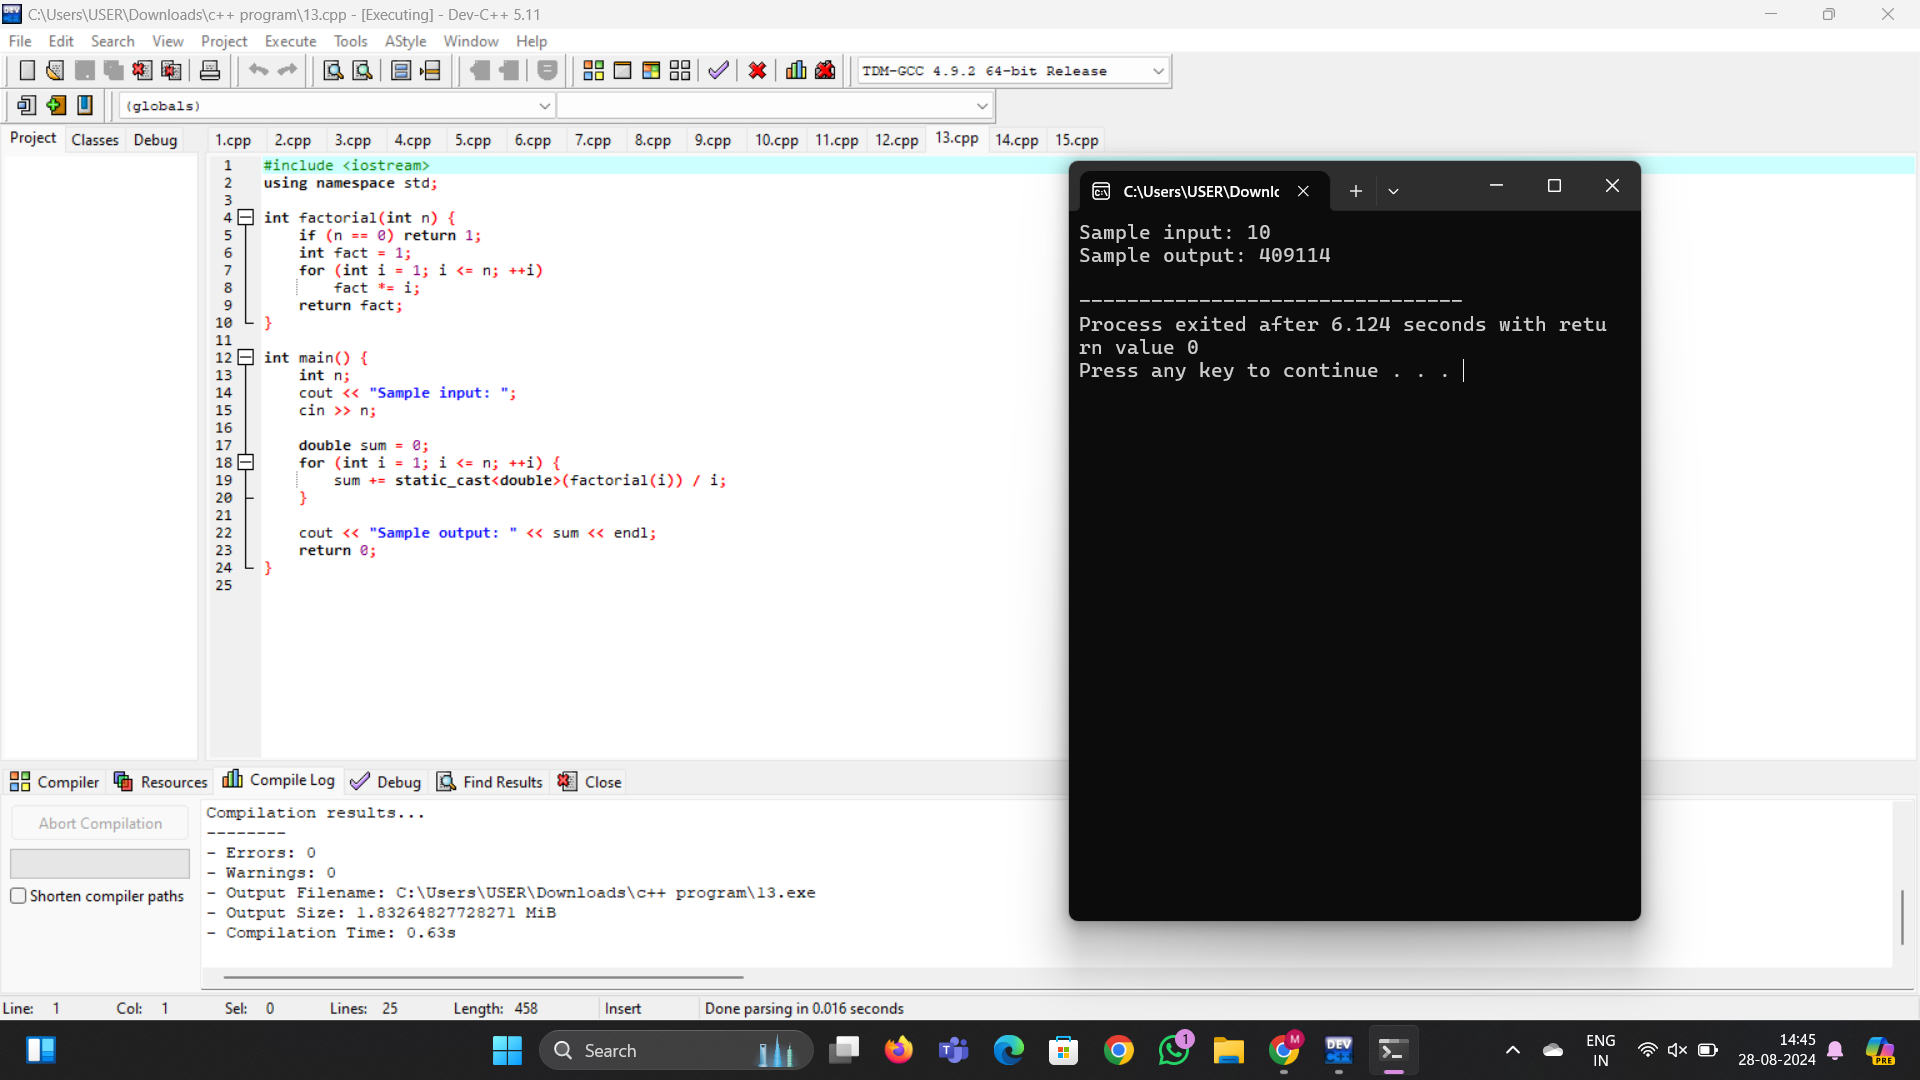 C:\Users\USER\Downloads\c++ program\13.cpp - [Executing] - Dev-C++ 5.11
File Edit Search View Project Execute Tools AStyle Window Help
TDM-GCC 4.9.2 64-bit Release
(globals)
Project Classes Debug
1.cpp 2.cpp 3.cpp 4.cpp 5.cpp 6.cpp 7.cpp 8.cpp 9.cpp 10.cpp 11.cpp 12.cpp 13.cpp 14.cpp 15.cpp
1 #include <iostream>
2 using namespace std;
3
4 int factorial(int n) {
5 if (n == 0) return 1;
6 int fact = 1;
7 for (int i = 1; i <= n; ++i)
8 fact *= i;
9 return fact;
10 }
11
12 int main() {
13 int n;
14 cout << "Sample input: ";
15 cin >> n;
16
17 double sum = 0;
18 for (int i = 1; i <= n; ++i) {
19 sum += static_cast<double>(factorial(i)) / i;
20 }
21
22 cout << "Sample output: " << sum << endl;
23 return 0;
24 }
25
C:\Users\USER\Downlc
Sample input: 10
Sample output: 409114
--------------------------------
Process exited after 6.124 seconds with retu
rn value 0
Press any key to continue . . .
Compiler Resources Compile Log Debug Find Results Close
Abort Compilation
Shorten compiler paths
Compilation results...
--------
- Errors: 0
- Warnings: 0
- Output Filename: C:\Users\USER\Downloads\c++ program\13.exe
- Output Size: 1.83264827728271 MiB
- Compilation Time: 0.63s
Line: 1 Col: 1 Sel: 0 Lines: 25 Length: 458 Insert Done parsing in 0.016 seconds
Search
DEV
1
M
ENG
IN
14:45
28-08-2024
PRE